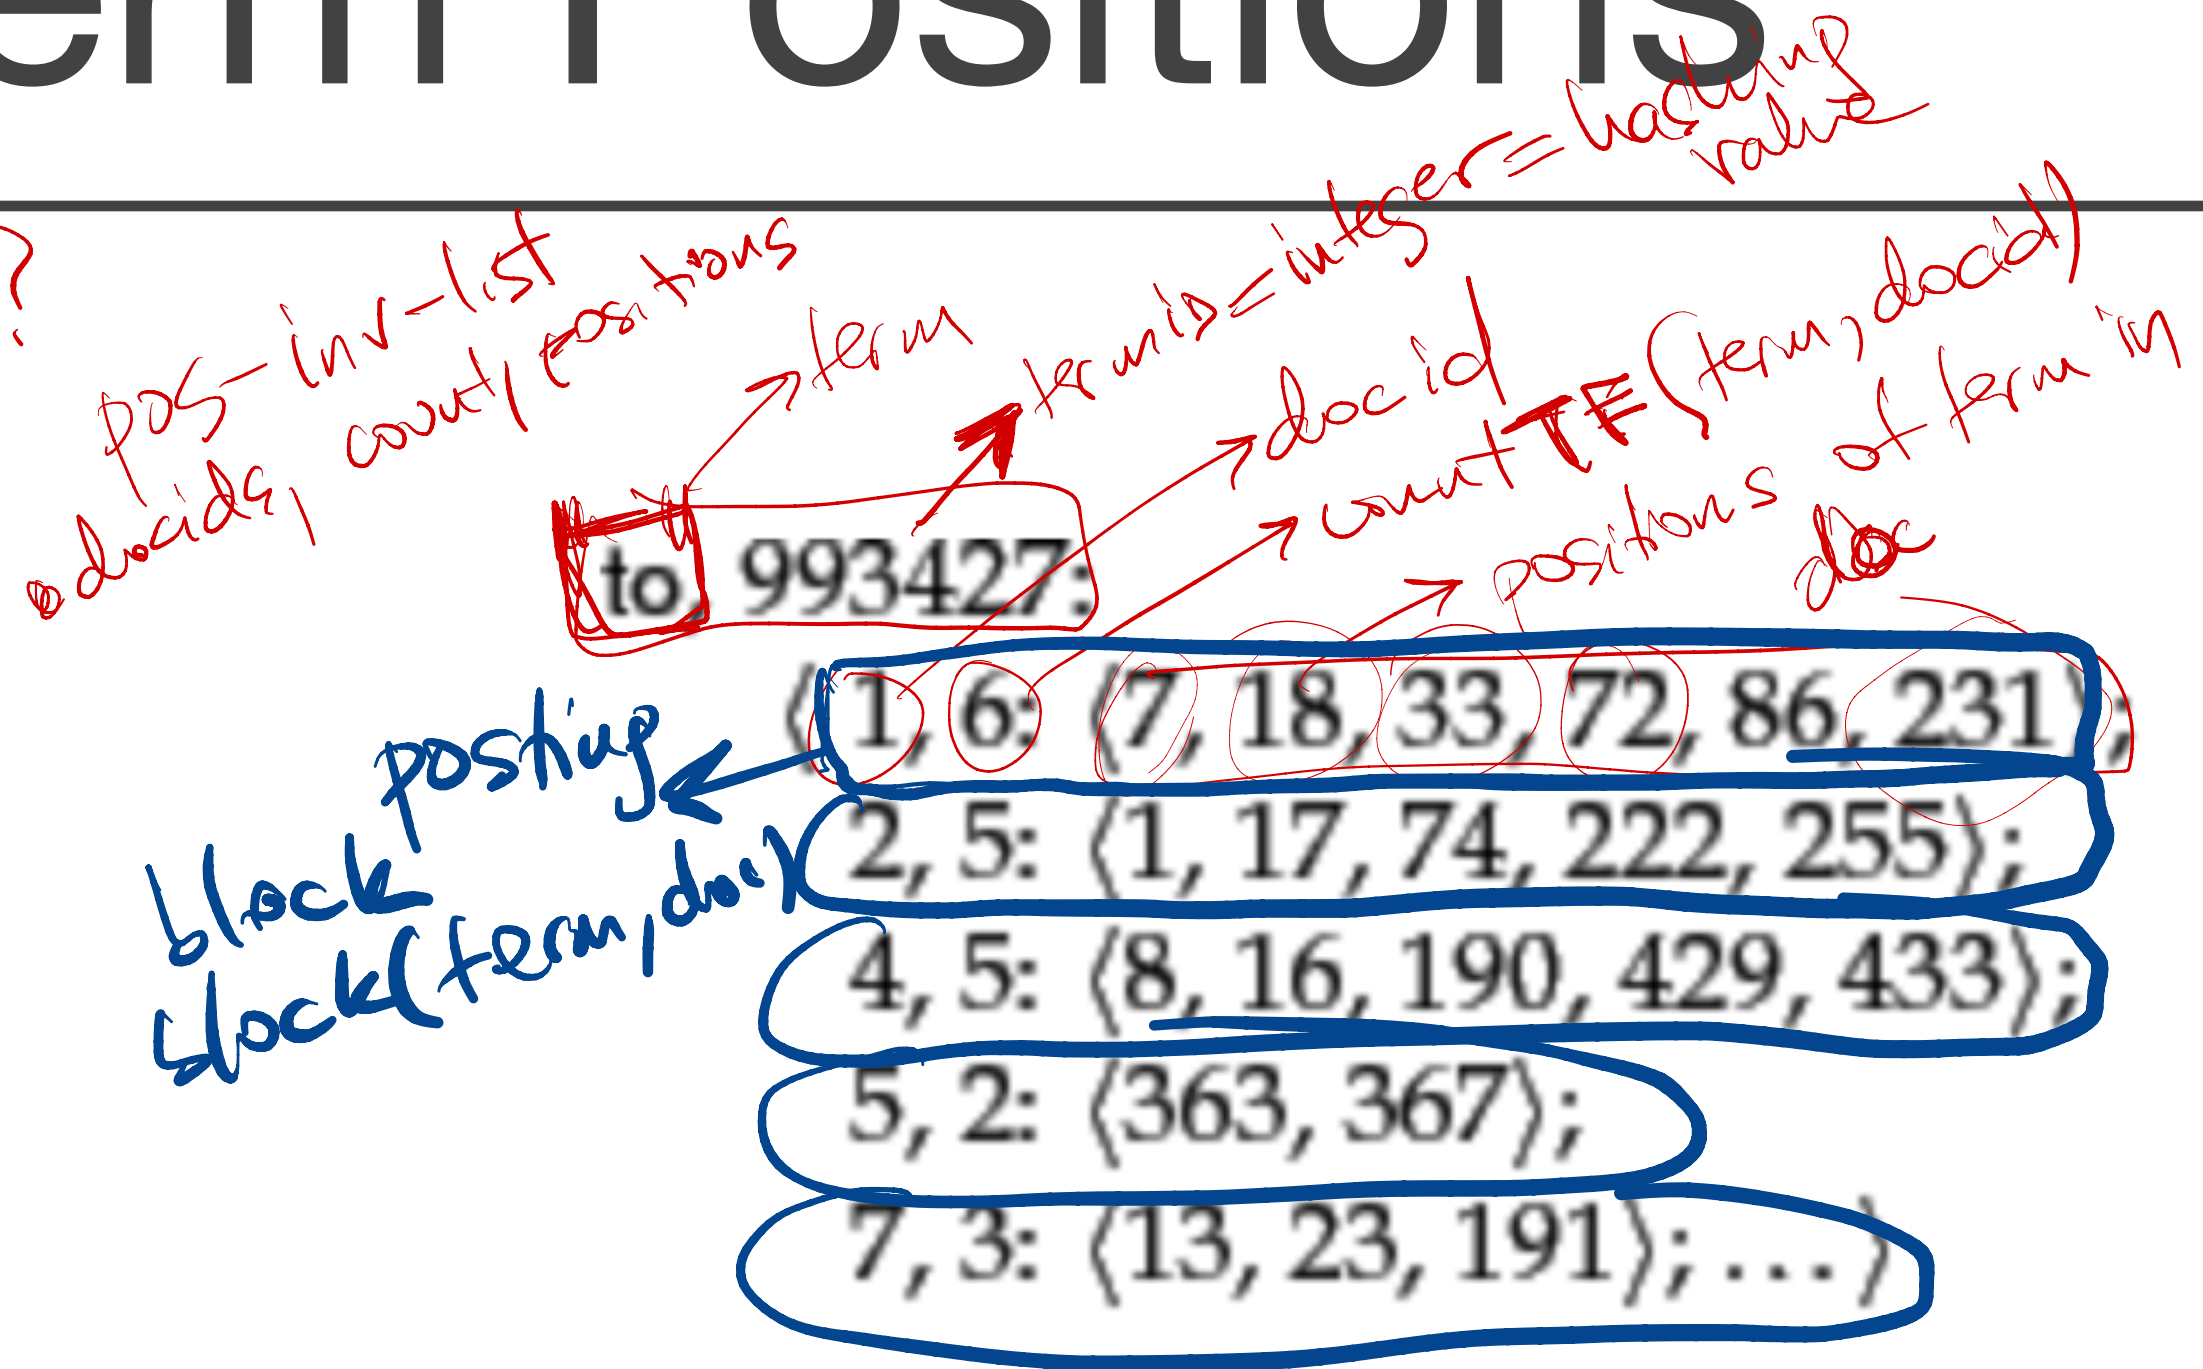 erm Positions
?
pos-inv-list
docids, count, positions
term
termID=integer=hashing
value
docid
count TF(term, docid)
positions of term in
doc
to, 993427:
⟨1, 6: ⟨7, 18, 33, 72, 86, 231⟩;
2, 5: ⟨1, 17, 74, 222, 255⟩;
4, 5: ⟨8, 16, 190, 429, 433⟩;
5, 2: ⟨363, 367⟩;
7, 3: ⟨13, 23, 191⟩; ... ⟩
posting
block
block(term, doc)